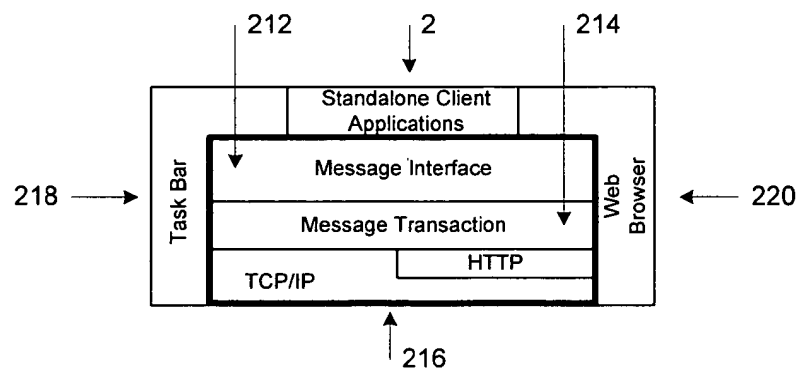 212
2
214
Standalone Client
Applications
Message Interface
218
Task Bar
Web
Browser
220
Message Transaction
HTTP
TCP/IP
216